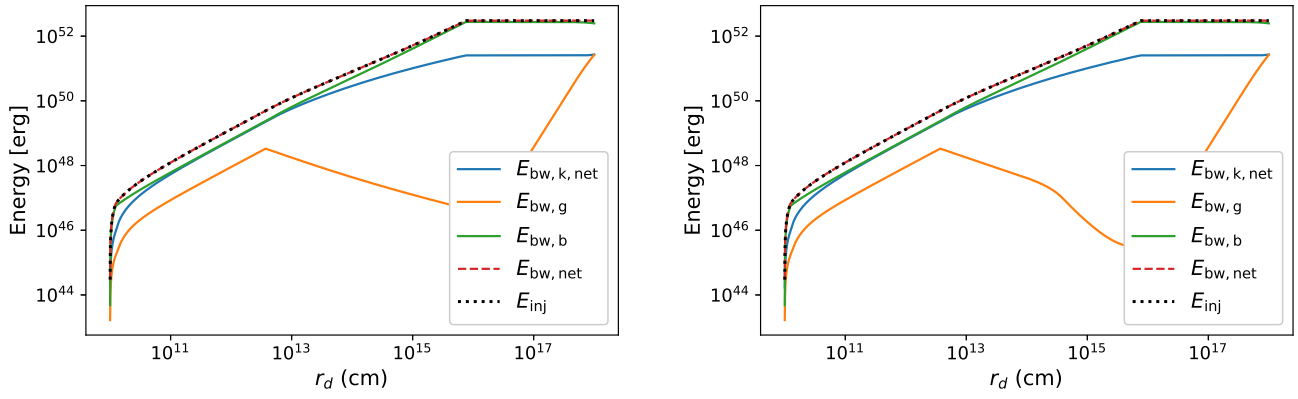 10^52
10^50
10^48
10^46
10^44
Energy [erg]
E_bw, k, net
E_bw, g
E_bw, b
E_bw, net
E_inj
10^11
10^13
10^15
10^17
r_d (cm)
10^52
10^50
10^48
10^46
10^44
Energy [erg]
E_bw, k, net
E_bw, g
E_bw, b
E_bw, net
E_inj
10^11
10^13
10^15
10^17
r_d (cm)